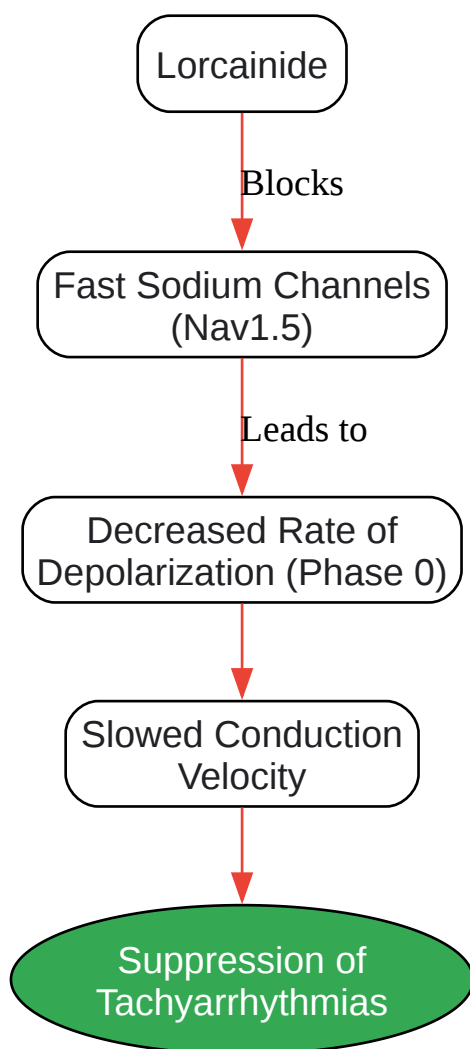 Lorcainide
Blocks
Fast Sodium Channels
(Nav1.5)
Leads to
Decreased Rate of
Depolarization (Phase 0)
Slowed Conduction
Velocity
Suppression of
Tachyarrhythmias